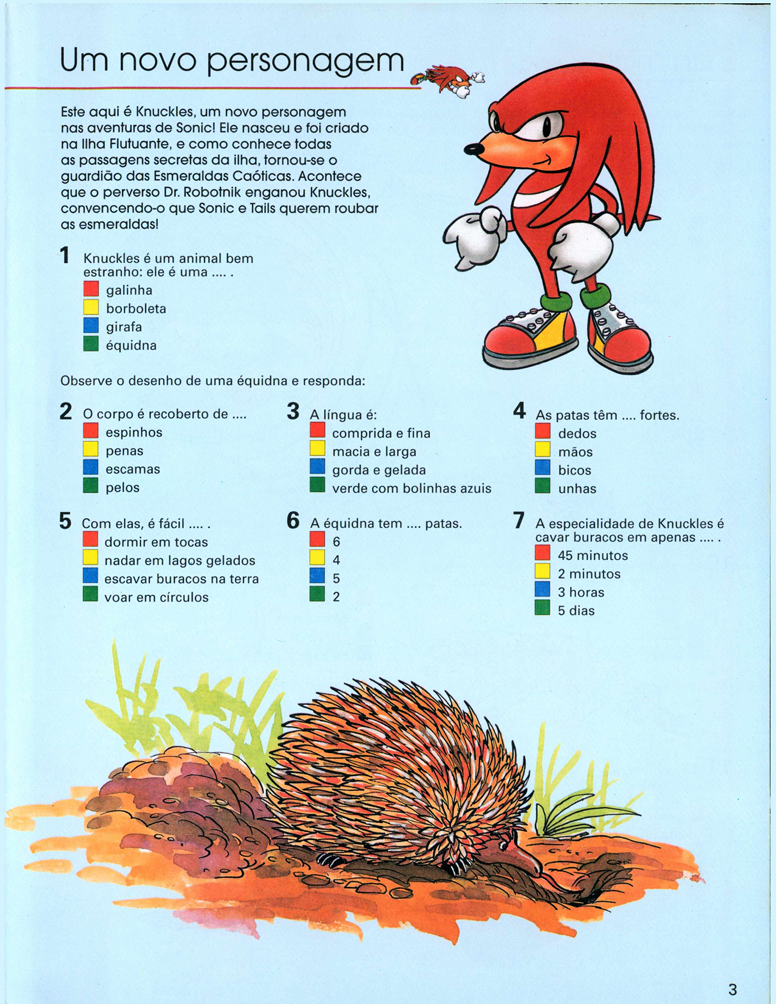 Um novo personagem
Este aqui é Knuckles, um novo personagem
nas aventuras de Sonic! Ele nasceu e foi criado
na Ilha Flutuante, e como conhece todas
as passagens secretas da ilha, tornou-se o
guardião das Esmeraldas Caóticas. Acontece
que o perverso Dr. Robotnik enganou Knuckles,
convencendo-o que Sonic e Tails querem roubar
as esmeraldas!
1 Knuckles é um animal bem
estranho: ele é uma .... .
galinha
borboleta
girafa
équidna
Observe o desenho de uma équidna e responda:
2 O corpo é recoberto de ....
espinhos
penas
escamas
pelos
3 A língua é:
comprida e fina
macia e larga
gorda e gelada
verde com bolinhas azuis
4 As patas têm .... fortes.
dedos
mãos
bicos
unhas
5 Com elas, é fácil .... .
dormir em tocas
nadar em lagos gelados
escavar buracos na terra
voar em círculos
6 A équidna tem .... patas.
6
4
5
2
7 A especialidade de Knuckles é
cavar buracos em apenas .... .
45 minutos
2 minutos
3 horas
5 dias
3